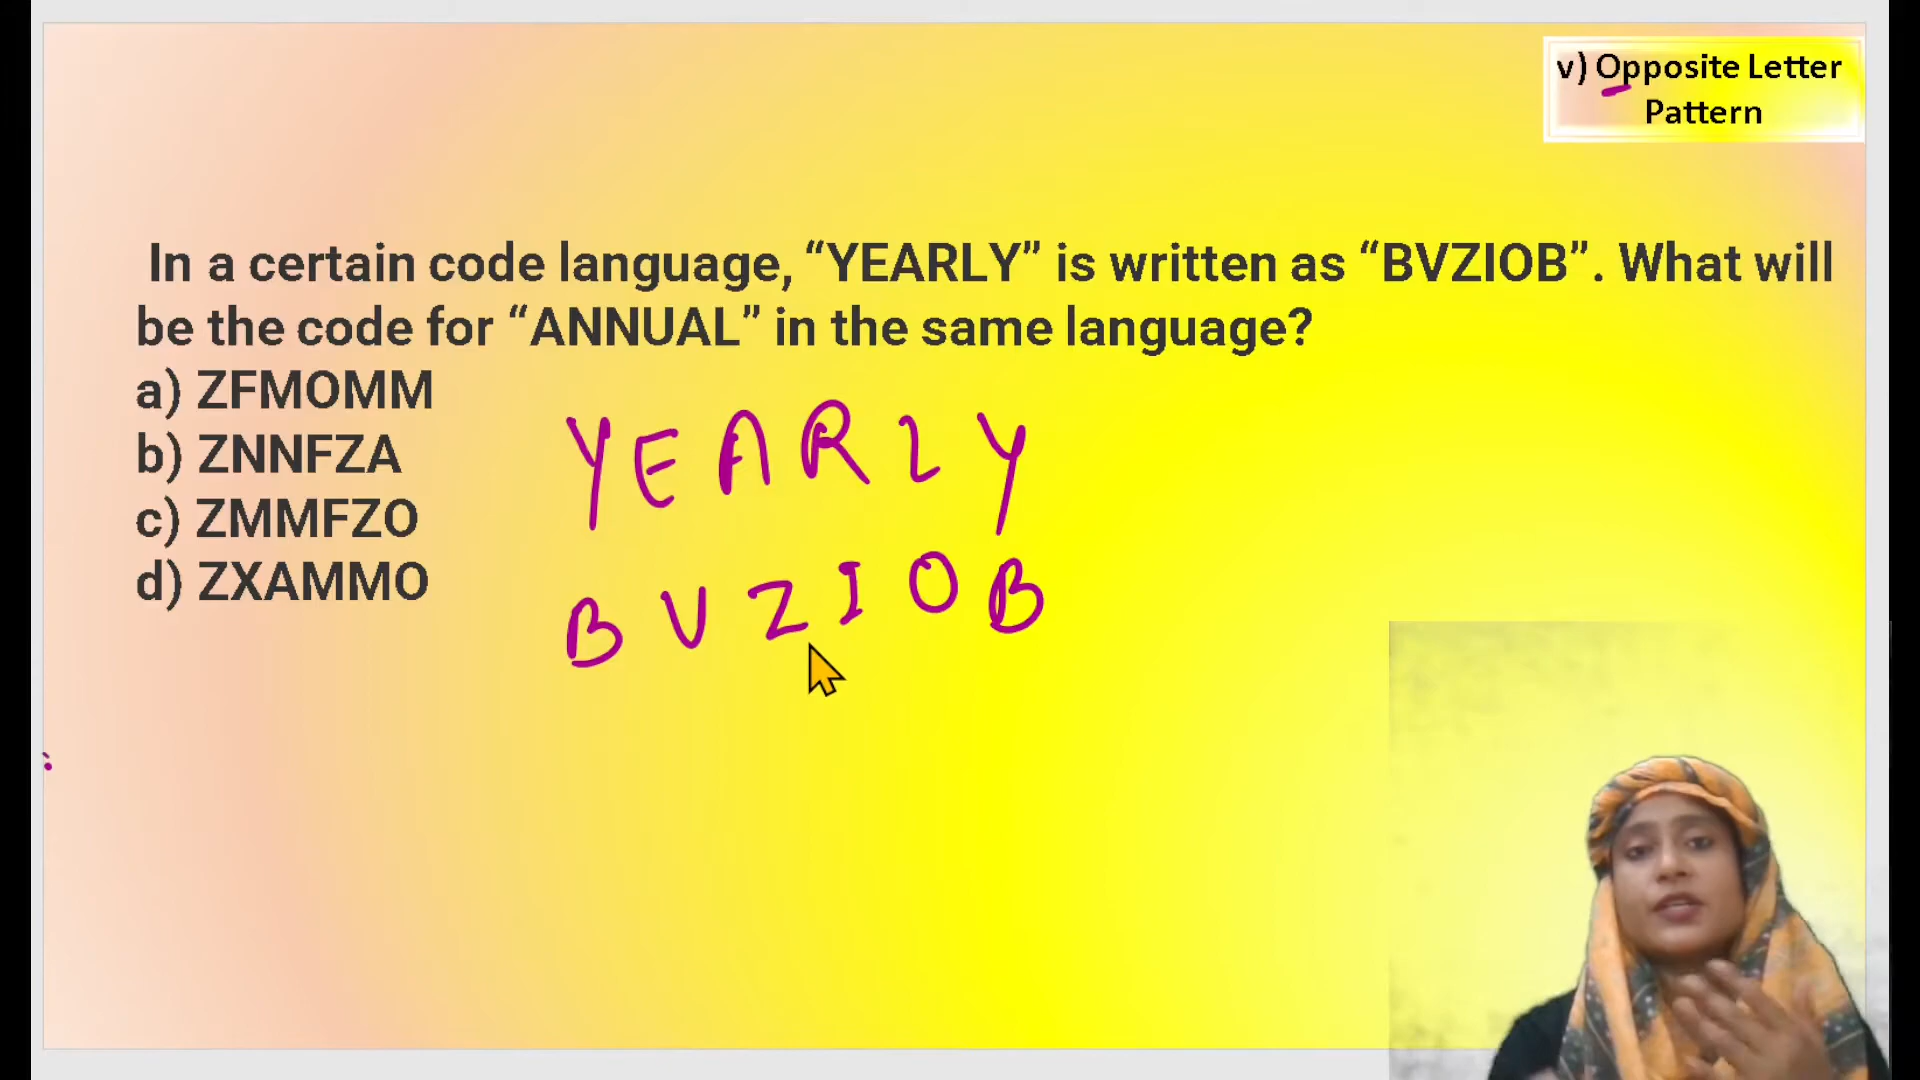 v) Opposite Letter
Pattern
In a certain code language, “YEARLY” is written as “BVZIOB”. What will
be the code for “ANNUAL” in the same language?
a) ZFMOMM
b) ZNNFZA
c) ZMMFZO
d) ZXAMMO
Y E A R L Y
B V Z I O B